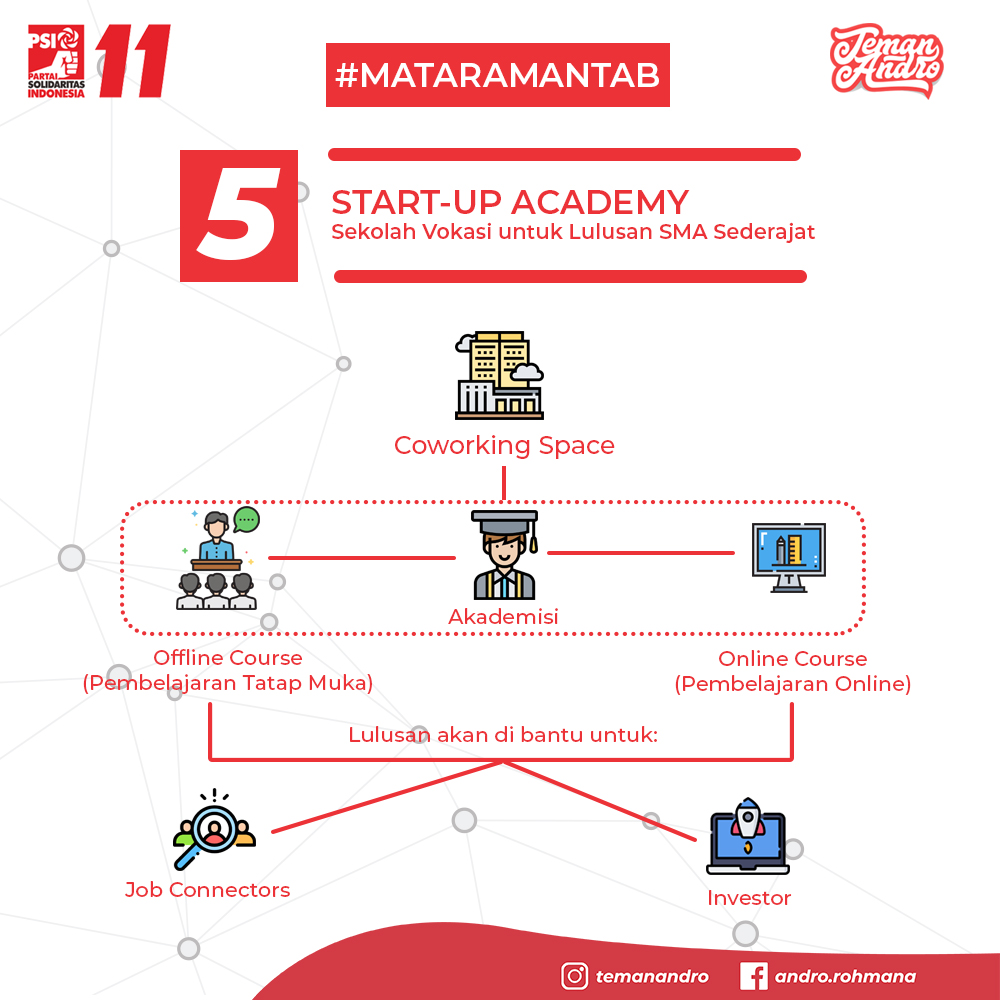 PSI
PARTAI
SOLIDARITAS
INDONESIA
11
#MATARAMANTAB
Teman
Andro
5
START-UP ACADEMY
Sekolah Vokasi untuk Lulusan SMA Sederajat
Coworking Space
Akademisi
Offline Course
(Pembelajaran Tatap Muka)
Online Course
(Pembelajaran Online)
Lulusan akan di bantu untuk:
Job Connectors
Investor
temanandro
andro.rohmana